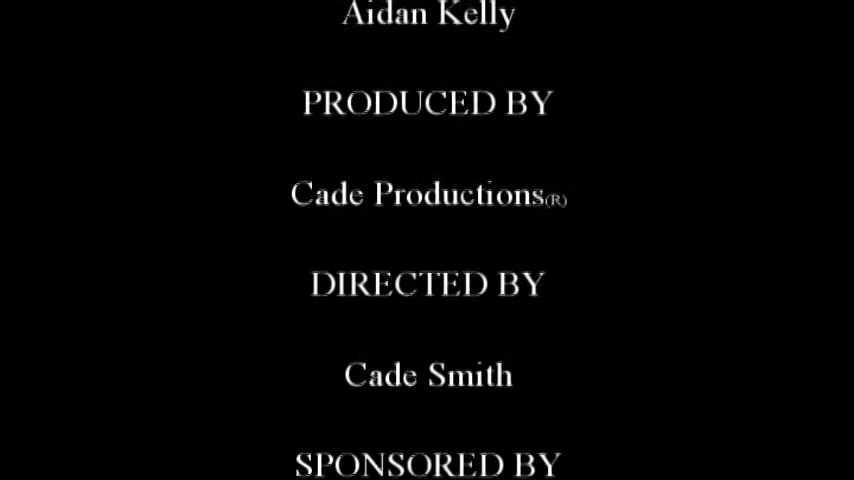 Aidan Kelly
PRODUCED BY
Cade Productions(R)
DIRECTED BY
Cade Smith
SPONSORED BY